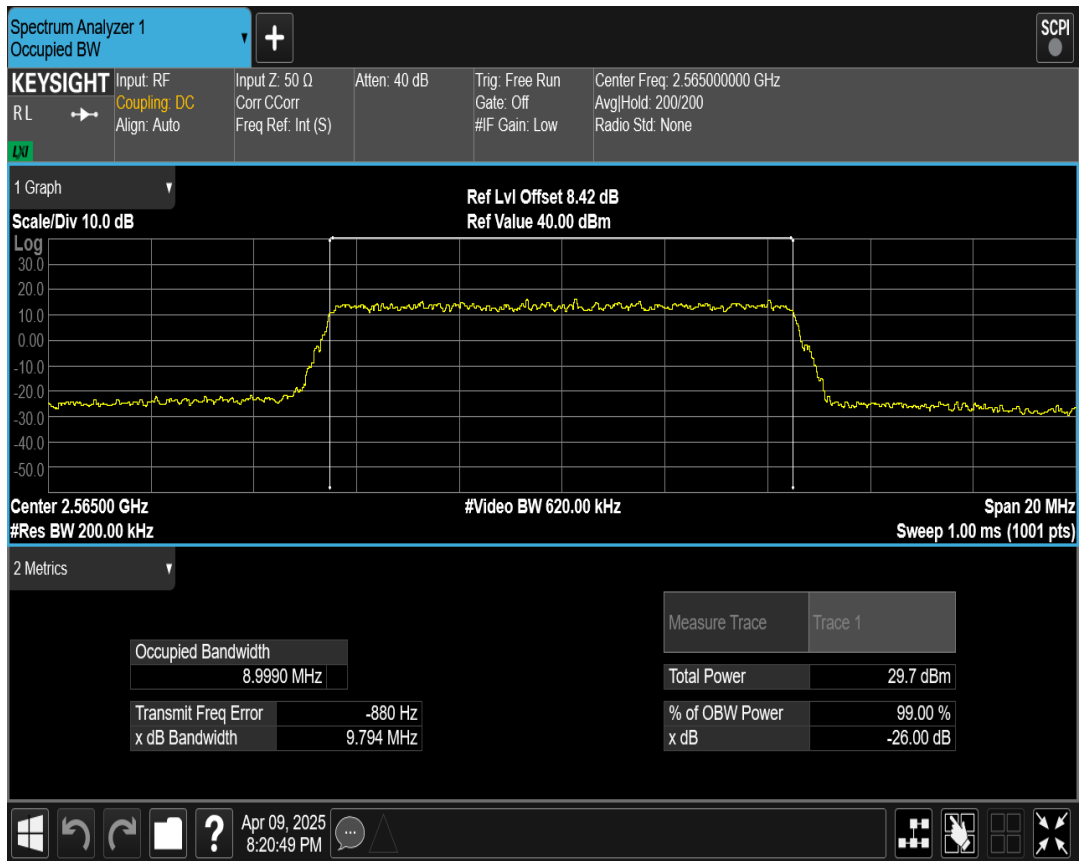 Spectrum Analyzer 1
Occupied BW
+
SCPI
KEYSIGHT
RL
LXI
Input: RF
Coupling: DC
Align: Auto
Input Z: 50 Ω
Corr CCorr
Freq Ref: Int (S)
Atten: 40 dB
Trig: Free Run
Gate: Off
#IF Gain: Low
Center Freq: 2.565000000 GHz
Avg|Hold: 200/200
Radio Std: None
1 Graph
Scale/Div 10.0 dB
Ref Lvl Offset 8.42 dB
Ref Value 40.00 dBm
Log
30.0
20.0
10.0
0.00
-10.0
-20.0
-30.0
-40.0
-50.0
Center 2.56500 GHz
#Video BW 620.00 kHz
Span 20 MHz
#Res BW 200.00 kHz
Sweep 1.00 ms (1001 pts)
2 Metrics
Measure Trace Trace 1
Occupied Bandwidth
8.9990 MHz
Total Power 29.7 dBm
Transmit Freq Error -880 Hz
% of OBW Power 99.00 %
x dB Bandwidth 9.794 MHz
x dB -26.00 dB
?
Apr 09, 2025
8:20:49 PM